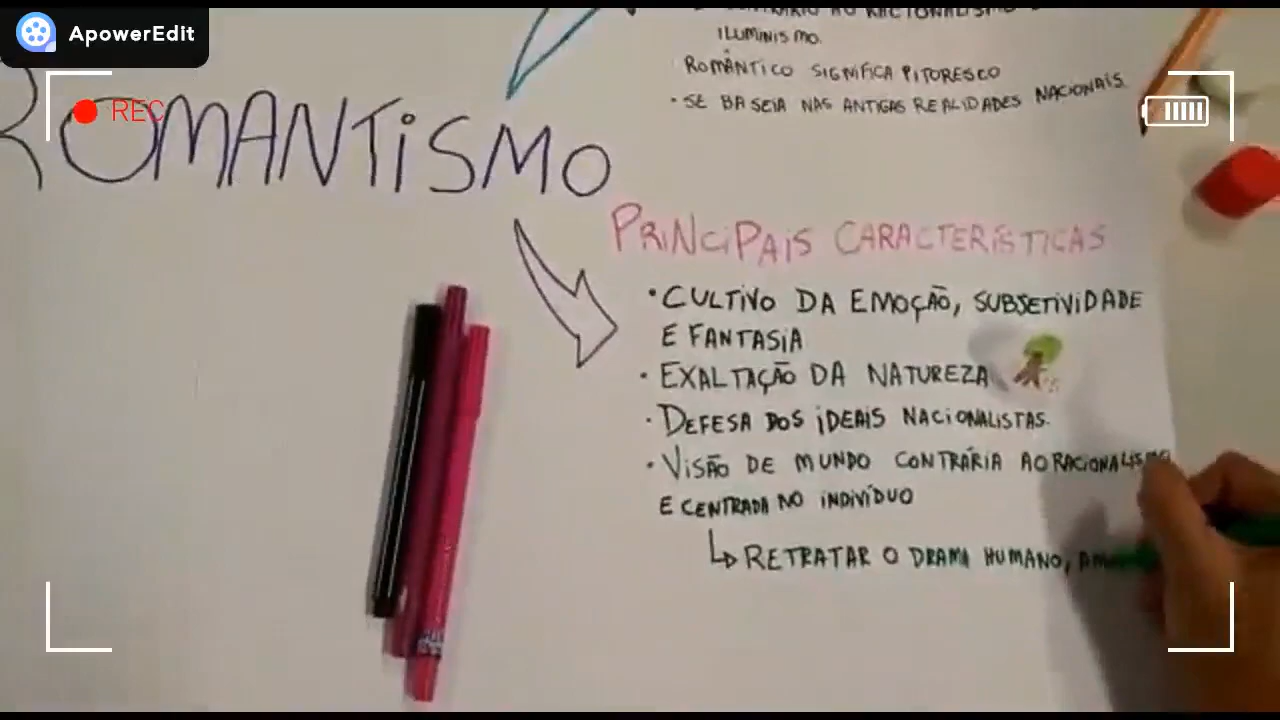 ApowerEdit
REC
ILUMINISMO.
ROMÂNTICO SIGNIFICA PITORESCO
• SE BASEIA NAS ANTIGAS REALIDADES NACIONAIS.
ROMANTISMO
PRINCIPAIS CARACTERÍSTICAS
• CULTIVO DA EMOÇÃO, SUBSETIVIDADE
E FANTASIA
• EXALTAÇÃO DA NATUREZA
• DEFESA DOS IDEAIS NACIONALISTAS.
• VISÃO DE MUNDO CONTRÁRIA AO RACIONALISMO
E CENTRADA NO INDIVÍDUO
↳ RETRATAR O DRAMA HUMANO,